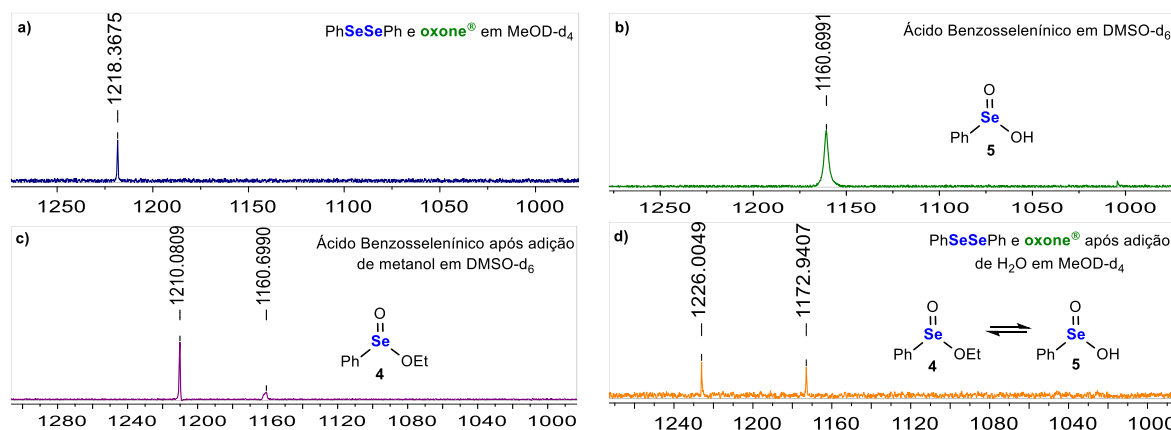 a)
PhSeSePh e oxone® em MeOD-d4
1218.3675
1250 1200 1150 1100 1050 1000
b)
Ácido Benzosselenínico em DMSO-d6
1160.6991
O
Se
Ph OH
5
1250 1200 1150 1100 1050 1000
c)
Ácido Benzosselenínico após adição
de metanol em DMSO-d6
1210.0809
1160.6990
O
Se
Ph OEt
4
1280 1240 1200 1160 1120 1080 1040 1000
d)
PhSeSePh e oxone® após adição
de H2O em MeOD-d4
1226.0049
1172.9407
O O
Se Se
Ph OEt Ph OH
4 5
1240 1200 1160 1120 1080 1040 1000